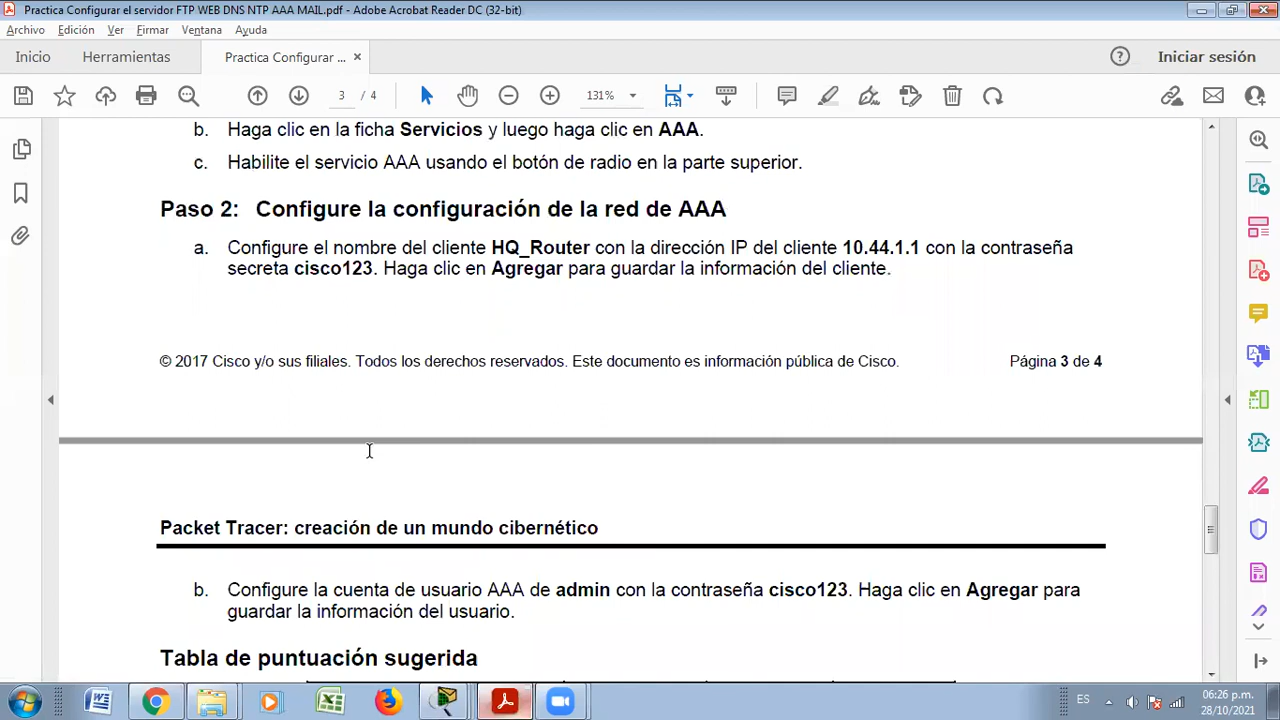 Practica Configurar el servidor FTP WEB DNS NTP AAA MAIL.pdf - Adobe Acrobat Reader DC (32-bit)
Archivo Edición Ver Firmar Ventana Ayuda
Inicio Herramientas Practica Configurar ... × Iniciar sesión
3 / 4 131%
b. Haga clic en la ficha Servicios y luego haga clic en AAA.
c. Habilite el servicio AAA usando el botón de radio en la parte superior.
Paso 2: Configure la configuración de la red de AAA
a. Configure el nombre del cliente HQ_Router con la dirección IP del cliente 10.44.1.1 con la contraseña
secreta cisco123. Haga clic en Agregar para guardar la información del cliente.
© 2017 Cisco y/o sus filiales. Todos los derechos reservados. Este documento es información pública de Cisco. Página 3 de 4
Packet Tracer: creación de un mundo cibernético
b. Configure la cuenta de usuario AAA de admin con la contraseña cisco123. Haga clic en Agregar para
guardar la información del usuario.
Tabla de puntuación sugerida
ES 06:26 p.m.
28/10/2021